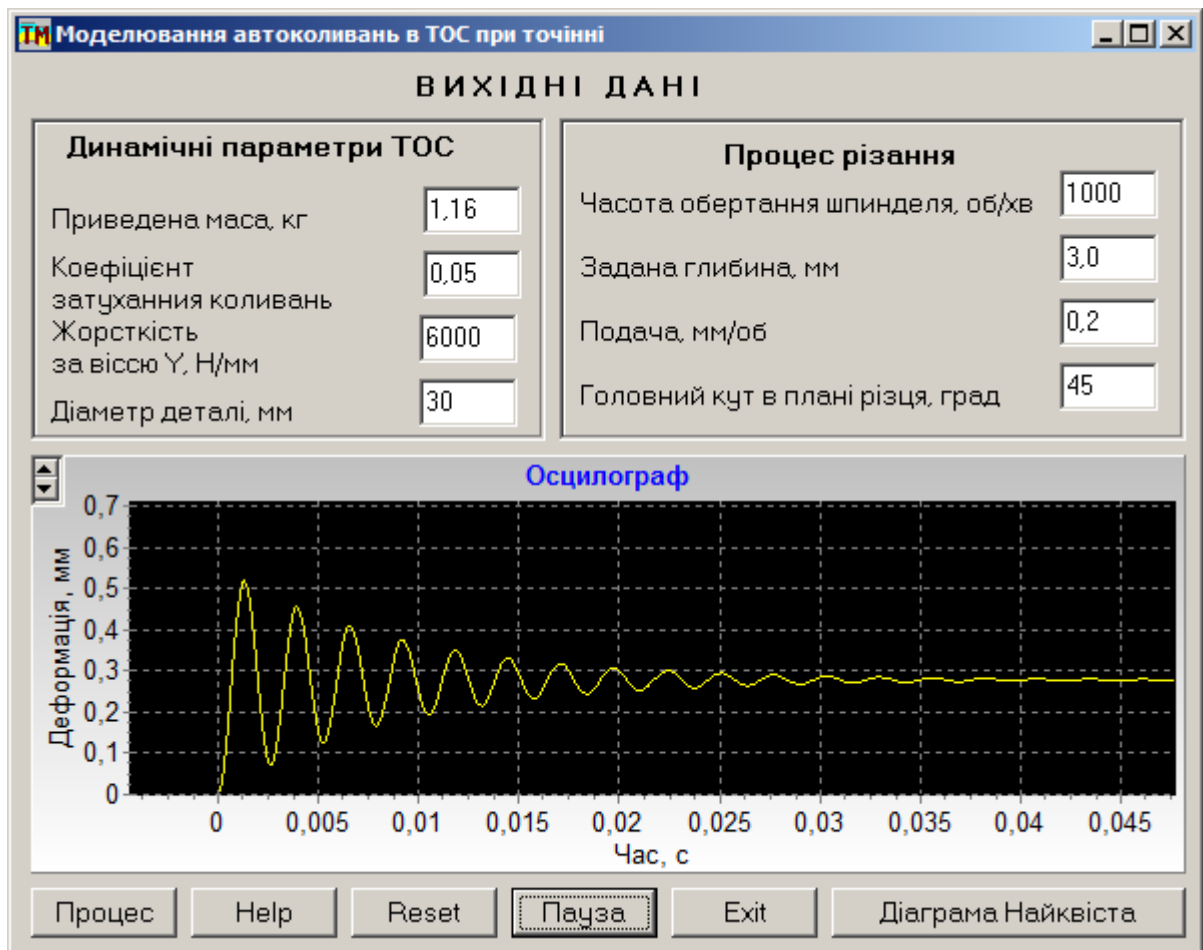 ТМ Моделювання автоколивань в ТОС при точінні
ВИХІДНІ ДАНІ
Динамічні параметри ТОС
Приведена маса, кг 1,16
Коефіцієнт
затуханния коливань 0,05
Жорсткість
за віссю Y, Н/мм 6000
Діаметр деталі, мм 30
Процес різання
Часота обертання шпинделя, об/хв 1000
Задана глибина, мм 3,0
Подача, мм/об 0,2
Головний кут в плані різця, град 45
Осцилограф
Деформація, мм
0,7
0,6
0,5
0,4
0,3
0,2
0,1
0
0 0,005 0,01 0,015 0,02 0,025 0,03 0,035 0,04 0,045
Час, с
Процес Help Reset Пауза Exit Діаграма Найквіста